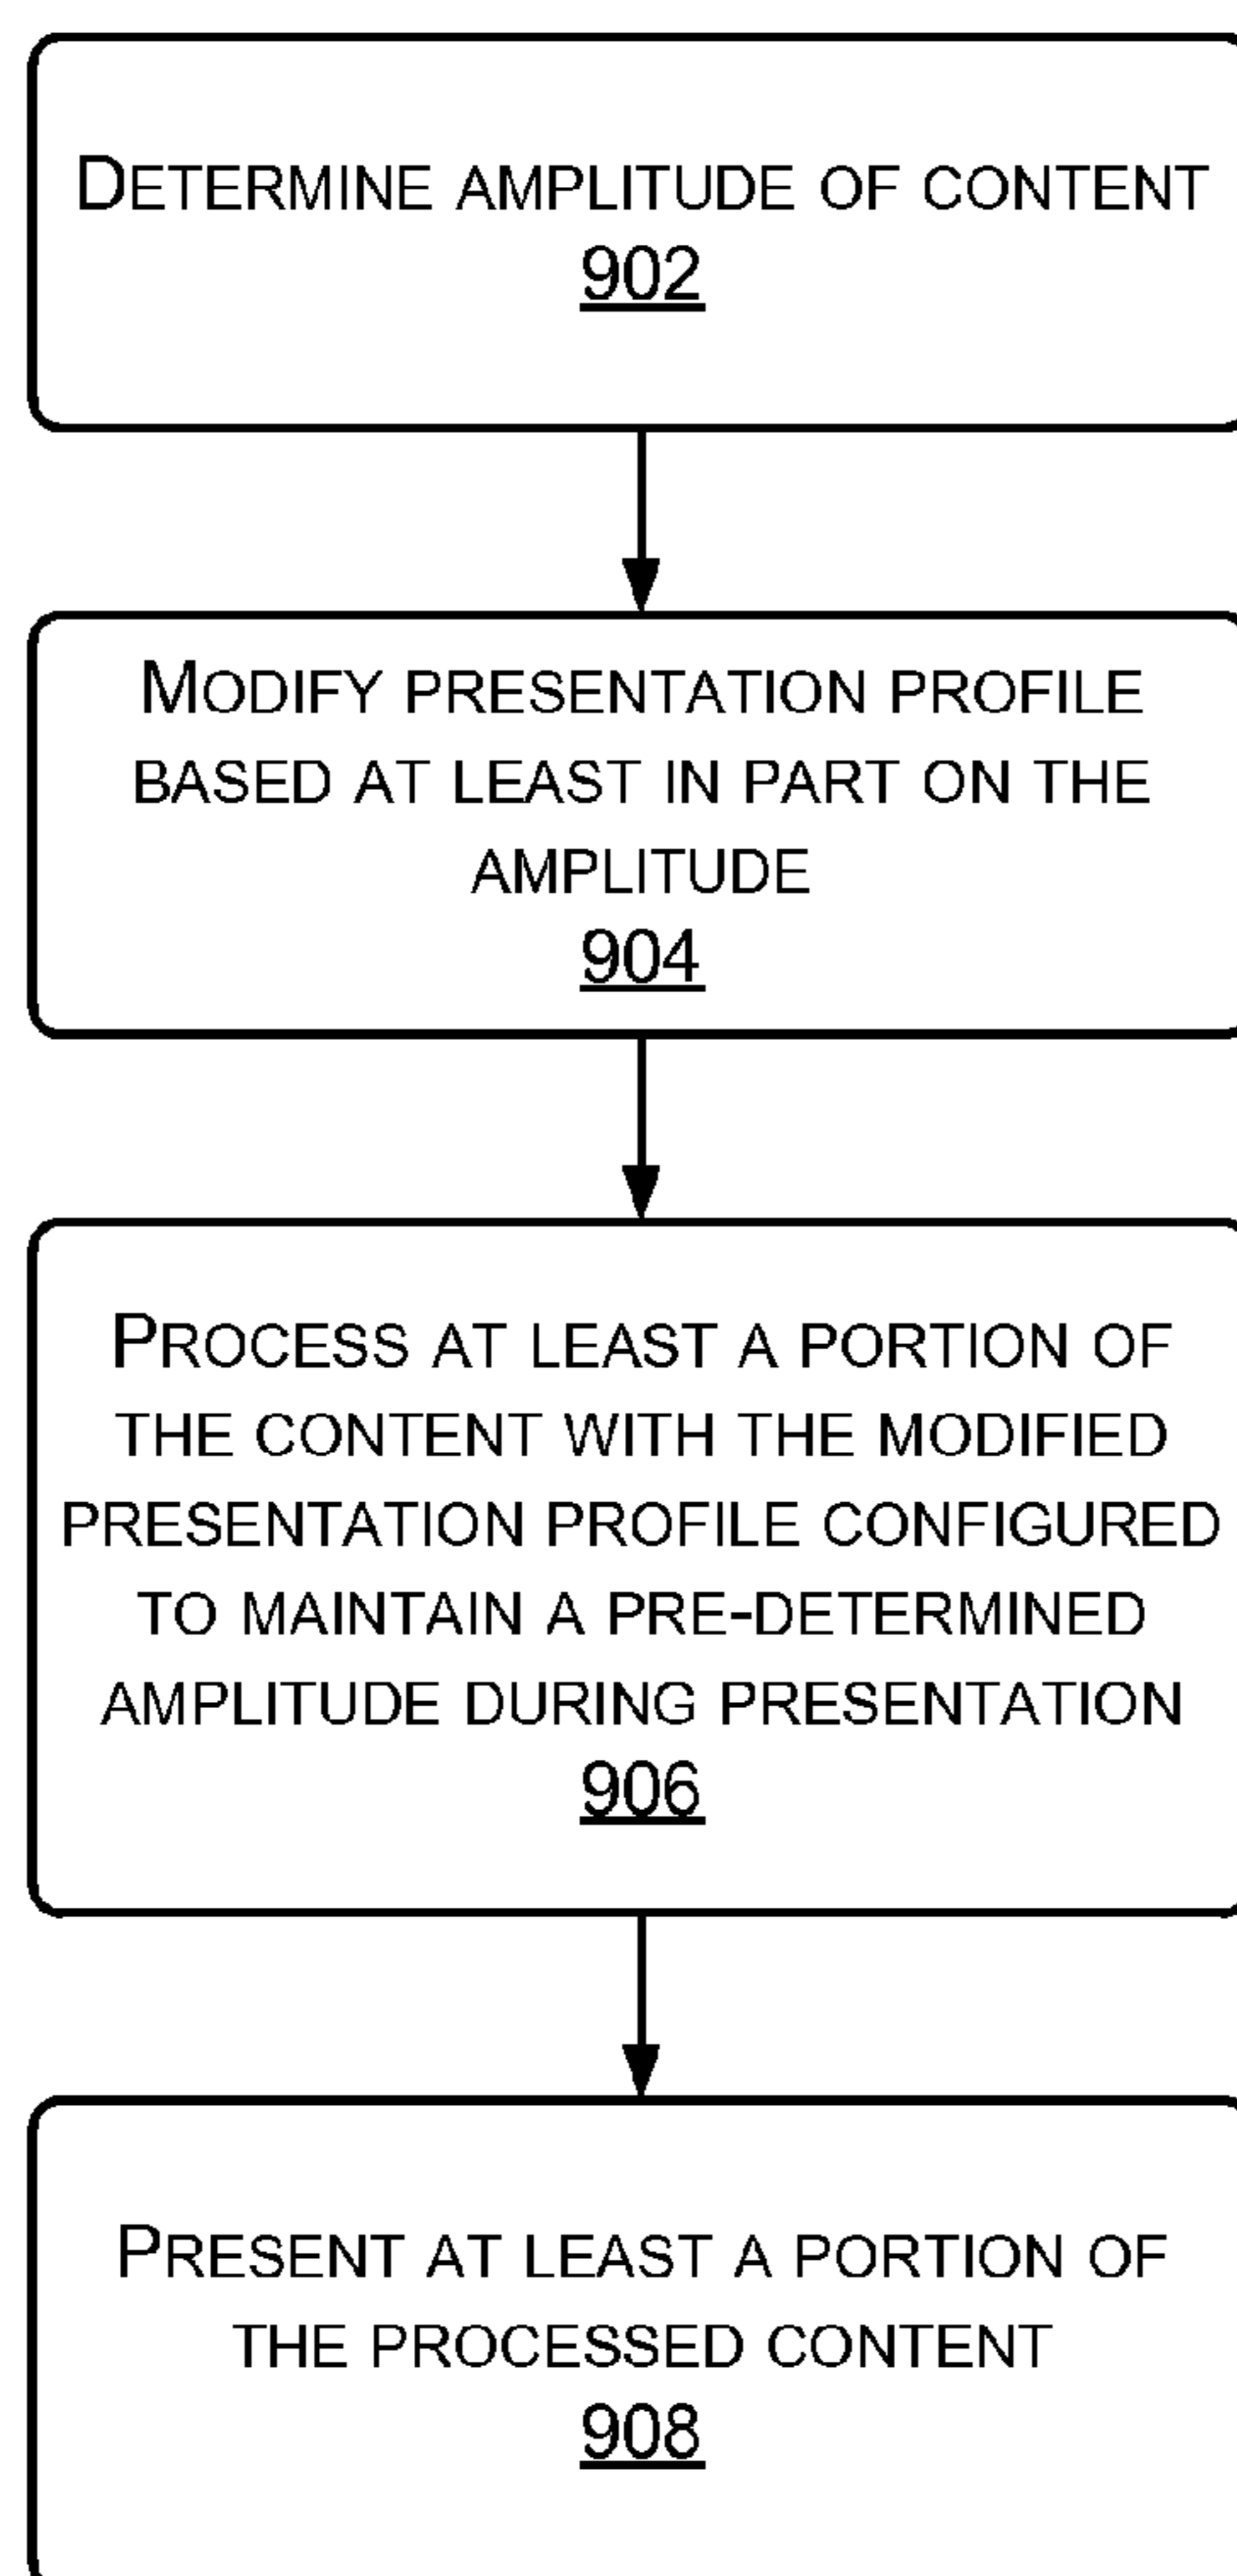 DETERMINE AMPLITUDE OF CONTENT
902
MODIFY PRESENTATION PROFILE
BASED AT LEAST IN PART ON THE
AMPLITUDE
904
PROCESS AT LEAST A PORTION OF
THE CONTENT WITH THE MODIFIED
PRESENTATION PROFILE CONFIGURED
TO MAINTAIN A PRE-DETERMINED
AMPLITUDE DURING PRESENTATION
906
PRESENT AT LEAST A PORTION OF
THE PROCESSED CONTENT
908